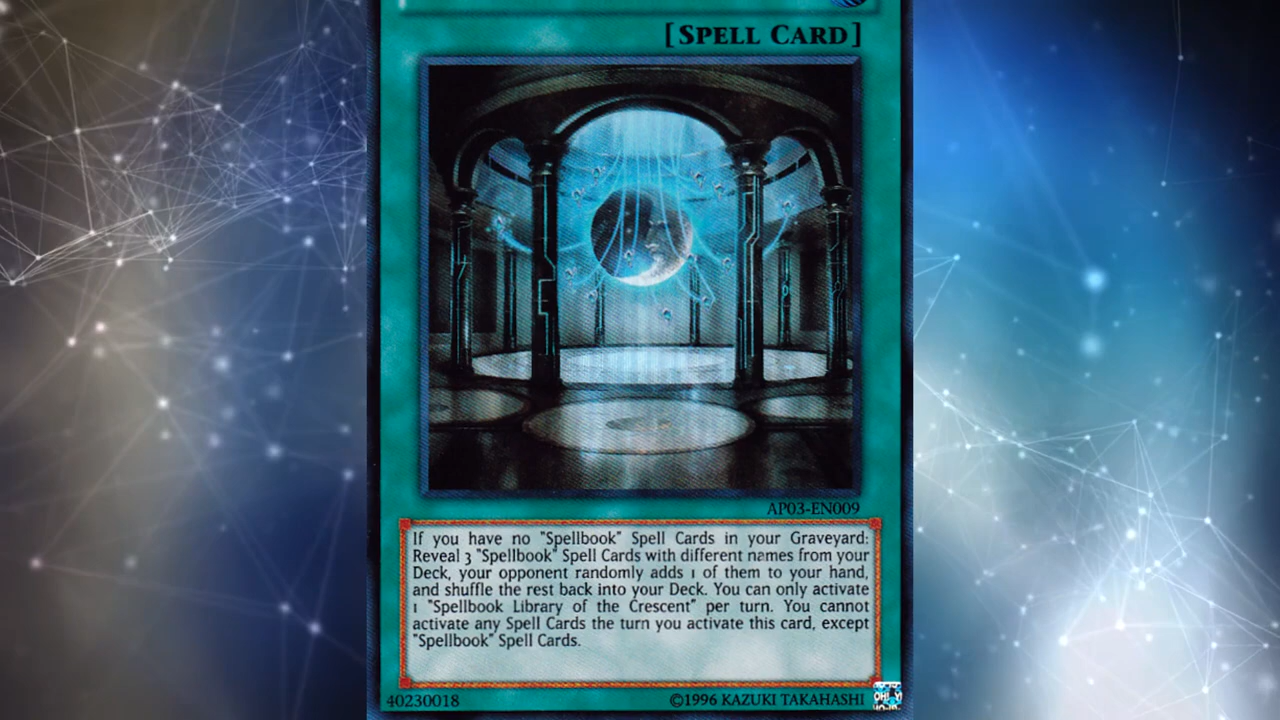 [SPELL CARD]
AP03-EN009
If you have no "Spellbook" Spell Cards in your Graveyard:
Reveal 3 "Spellbook" Spell Cards with different names from your
Deck, your opponent randomly adds 1 of them to your hand,
and shuffle the rest back into your Deck. You can only activate
1 "Spellbook Library of the Crescent" per turn. You cannot
activate any Spell Cards the turn you activate this card, except
"Spellbook" Spell Cards.
40230018
©1996 KAZUKI TAKAHASHI